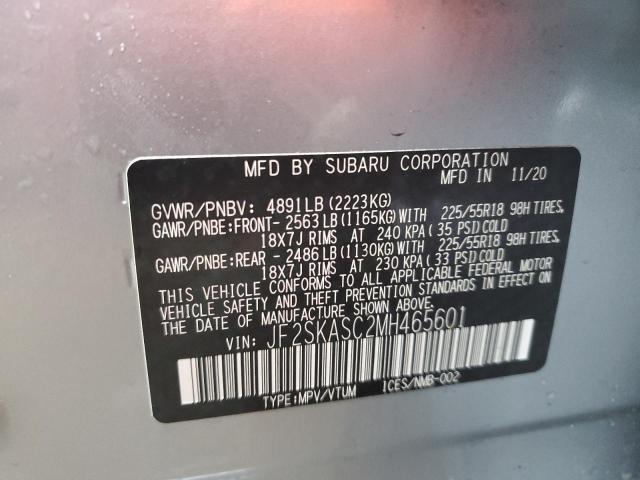 MFD BY SUBARU CORPORATION
MFD IN 11/20
GVWR/PNBV: 4891LB (2223KG)
GAWR/PNBE:FRONT- 2563LB(1165KG)WITH 225/55R18 98H TIRES,
18X7J RIMS AT 240 KPA(35 PSI)COLD
GAWR/PNBE:REAR - 2486LB(1130KG)WITH 225/55R18 98H TIRES,
18X7J RIMS AT 230 KPA(33 PSI)COLD
THIS VEHICLE CONFORMS TO ALL APPLICABLE FEDERAL MOTOR
VEHICLE SAFETY AND THEFT PREVENTION STANDARDS IN EFFECT ON
THE DATE OF MANUFACTURE SHOWN ABOVE.
VIN: JF2SKASC2MH465601
TYPE:MPV/VTUM ICES/NMB-002